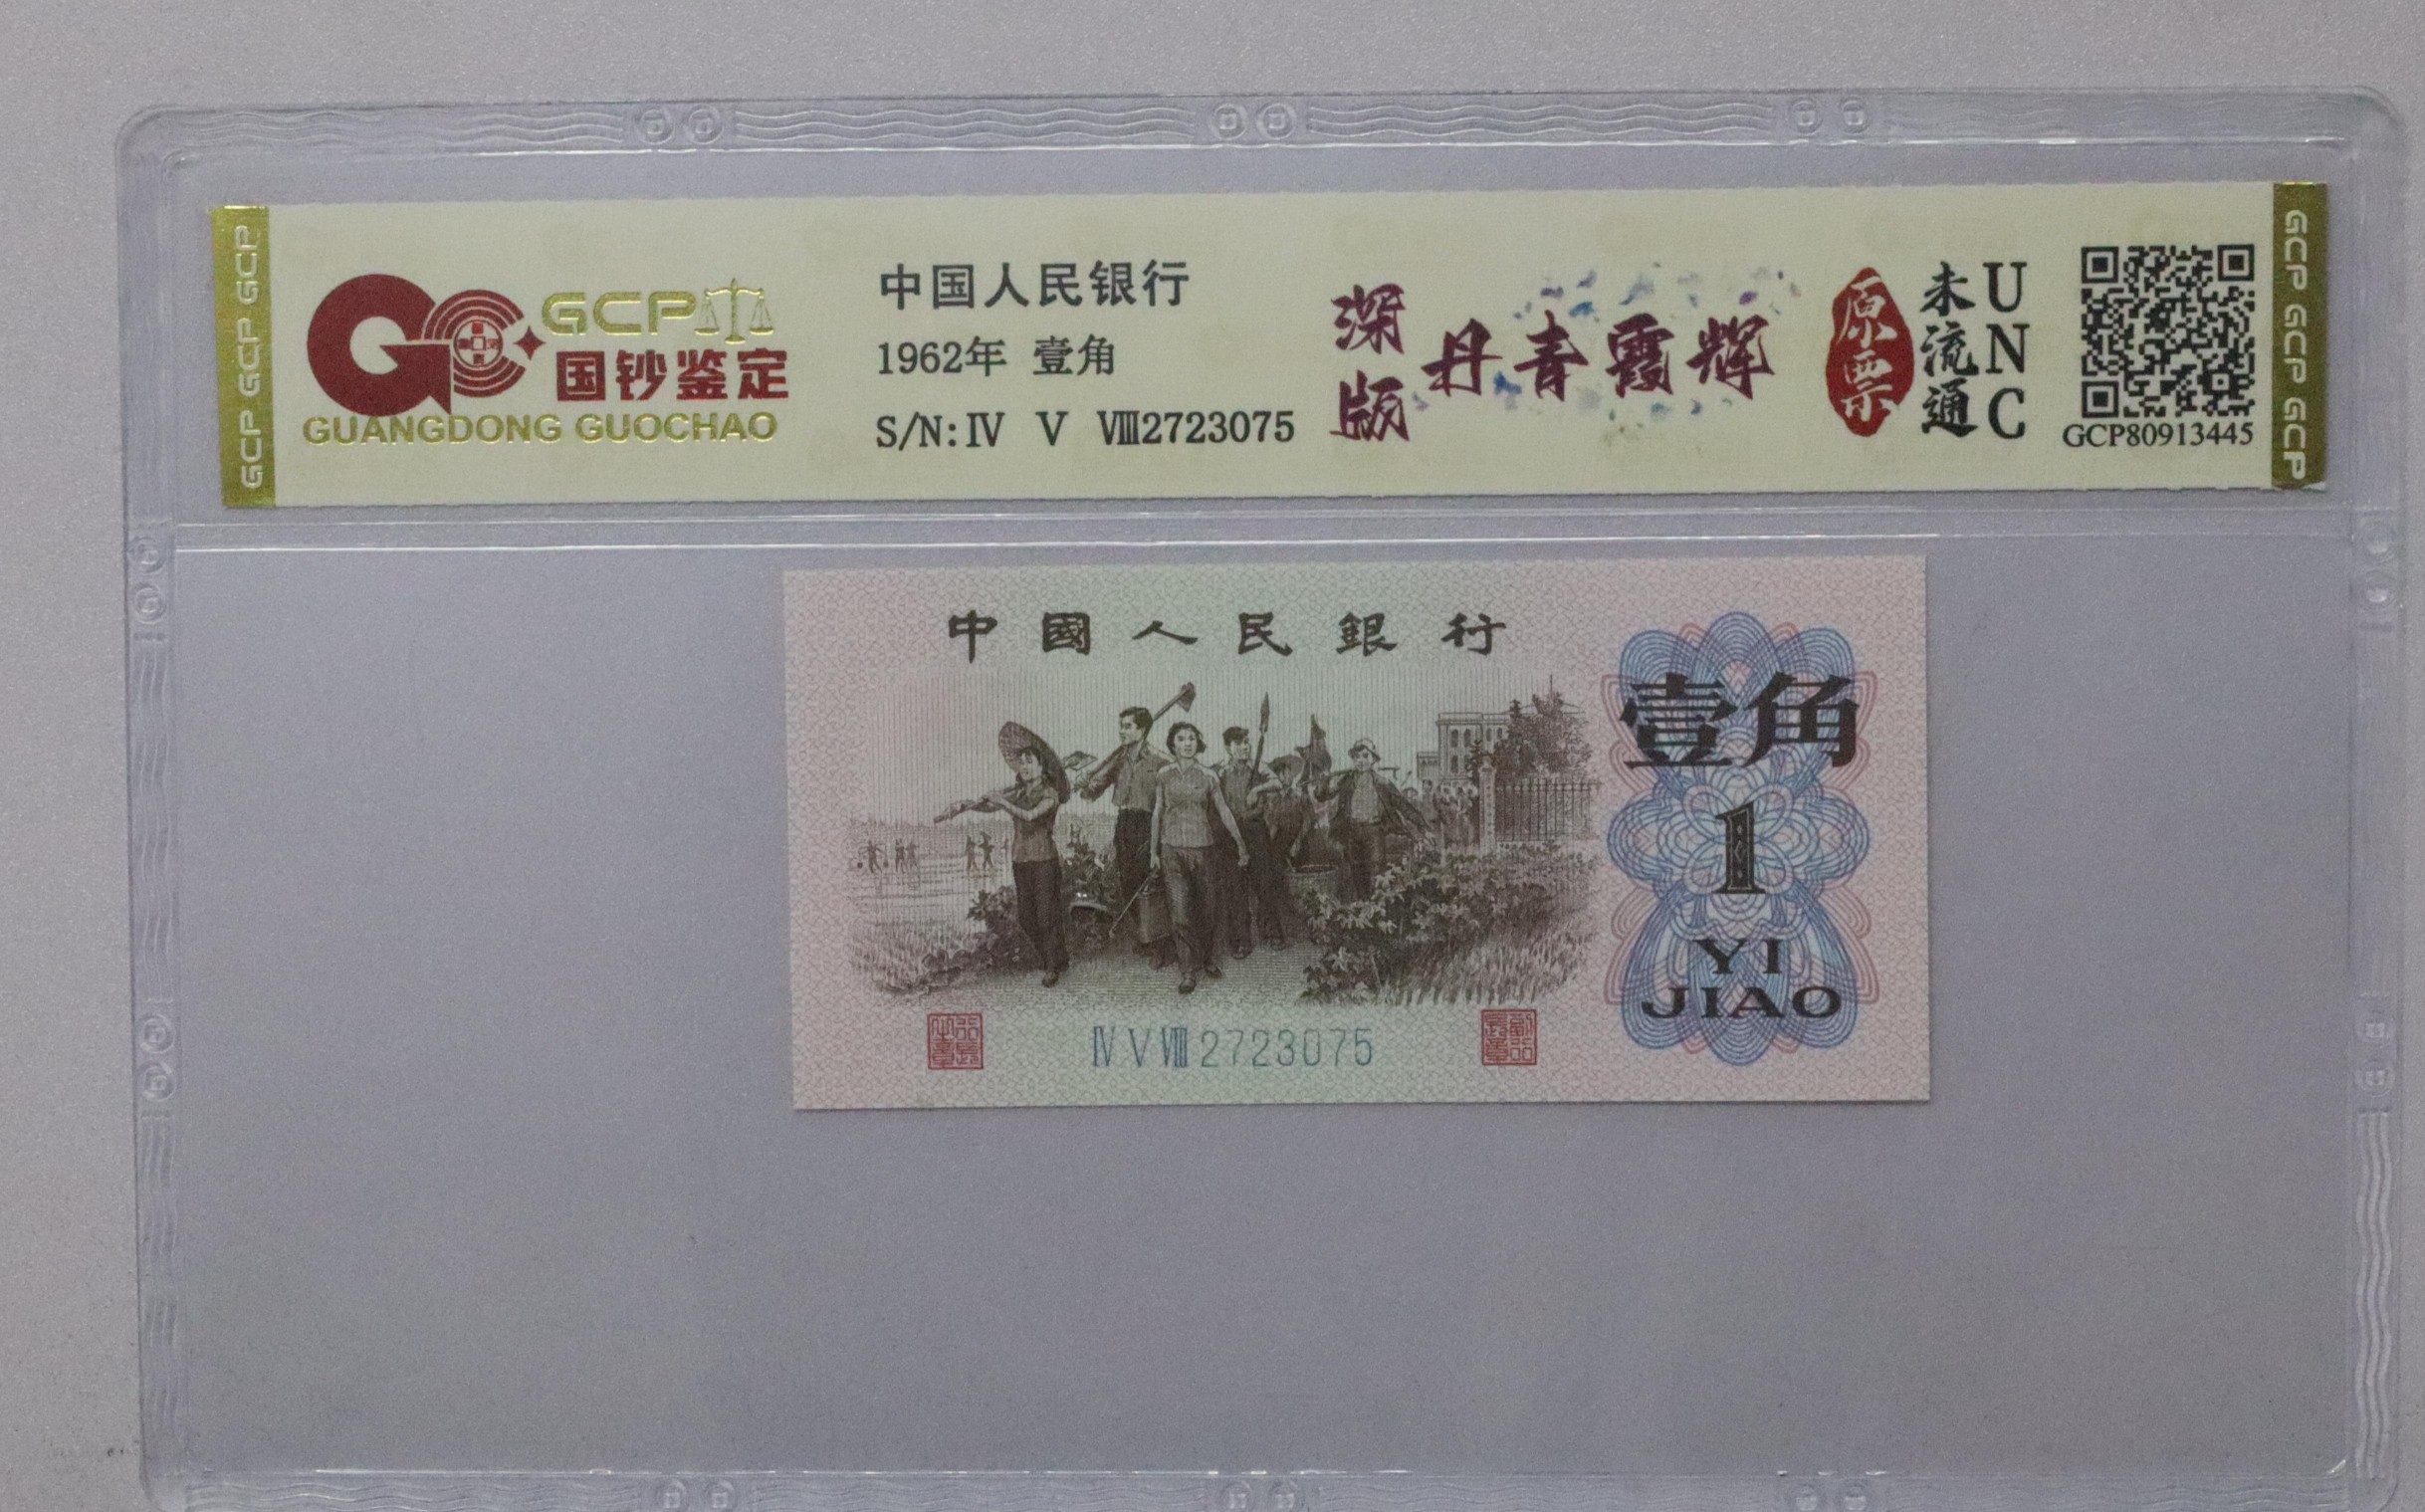 GCP GCP GCP
GCP
国钞鉴定
GUANGDONG GUOCHAO
中国人民银行
1962年 壹角
S/N:Ⅳ Ⅴ Ⅷ2723075
深版
丹青霞辉
原票
未流通
UNC
GCP80913445
GCP GCP GCP GCP
中國人民銀行
壹角
1
YI
JIAO
ⅣⅤⅧ2723075